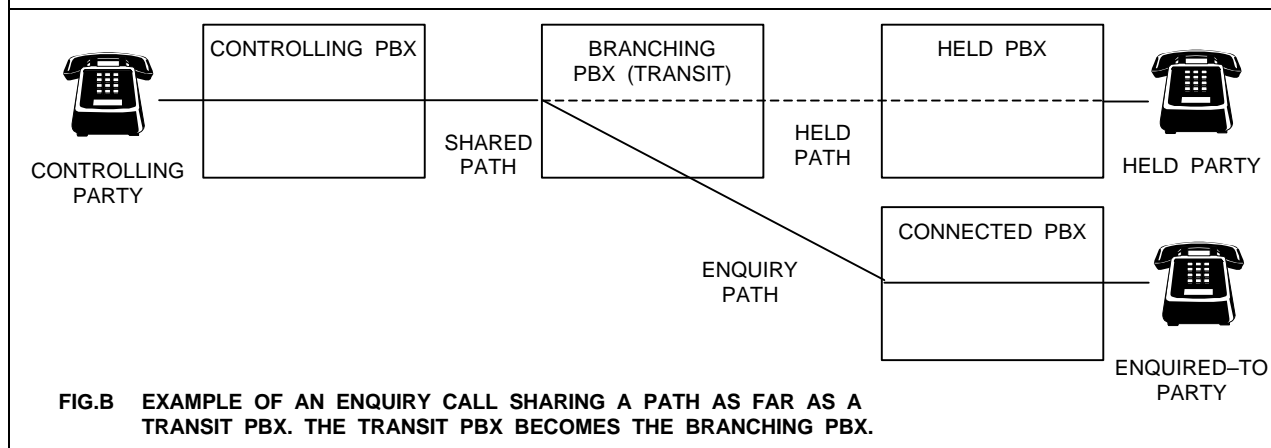 CONTROLLING PBX
BRANCHING
PBX (TRANSIT)
HELD PBX
SHARED
PATH
HELD
PATH
CONTROLLING
PARTY
HELD PARTY
CONNECTED PBX
ENQUIRY
PATH
ENQUIRED–TO
PARTY
FIG.B EXAMPLE OF AN ENQUIRY CALL SHARING A PATH AS FAR AS A
TRANSIT PBX. THE TRANSIT PBX BECOMES THE BRANCHING PBX.